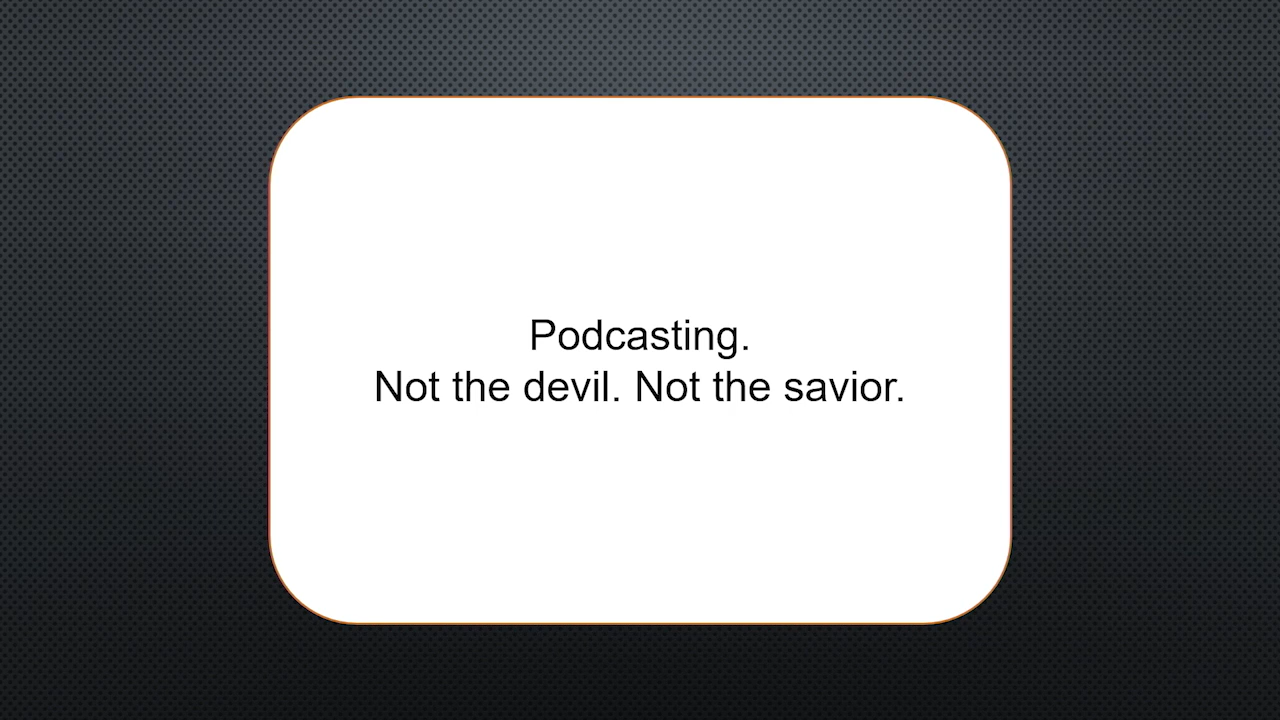 Podcasting.
Not the devil. Not the savior.